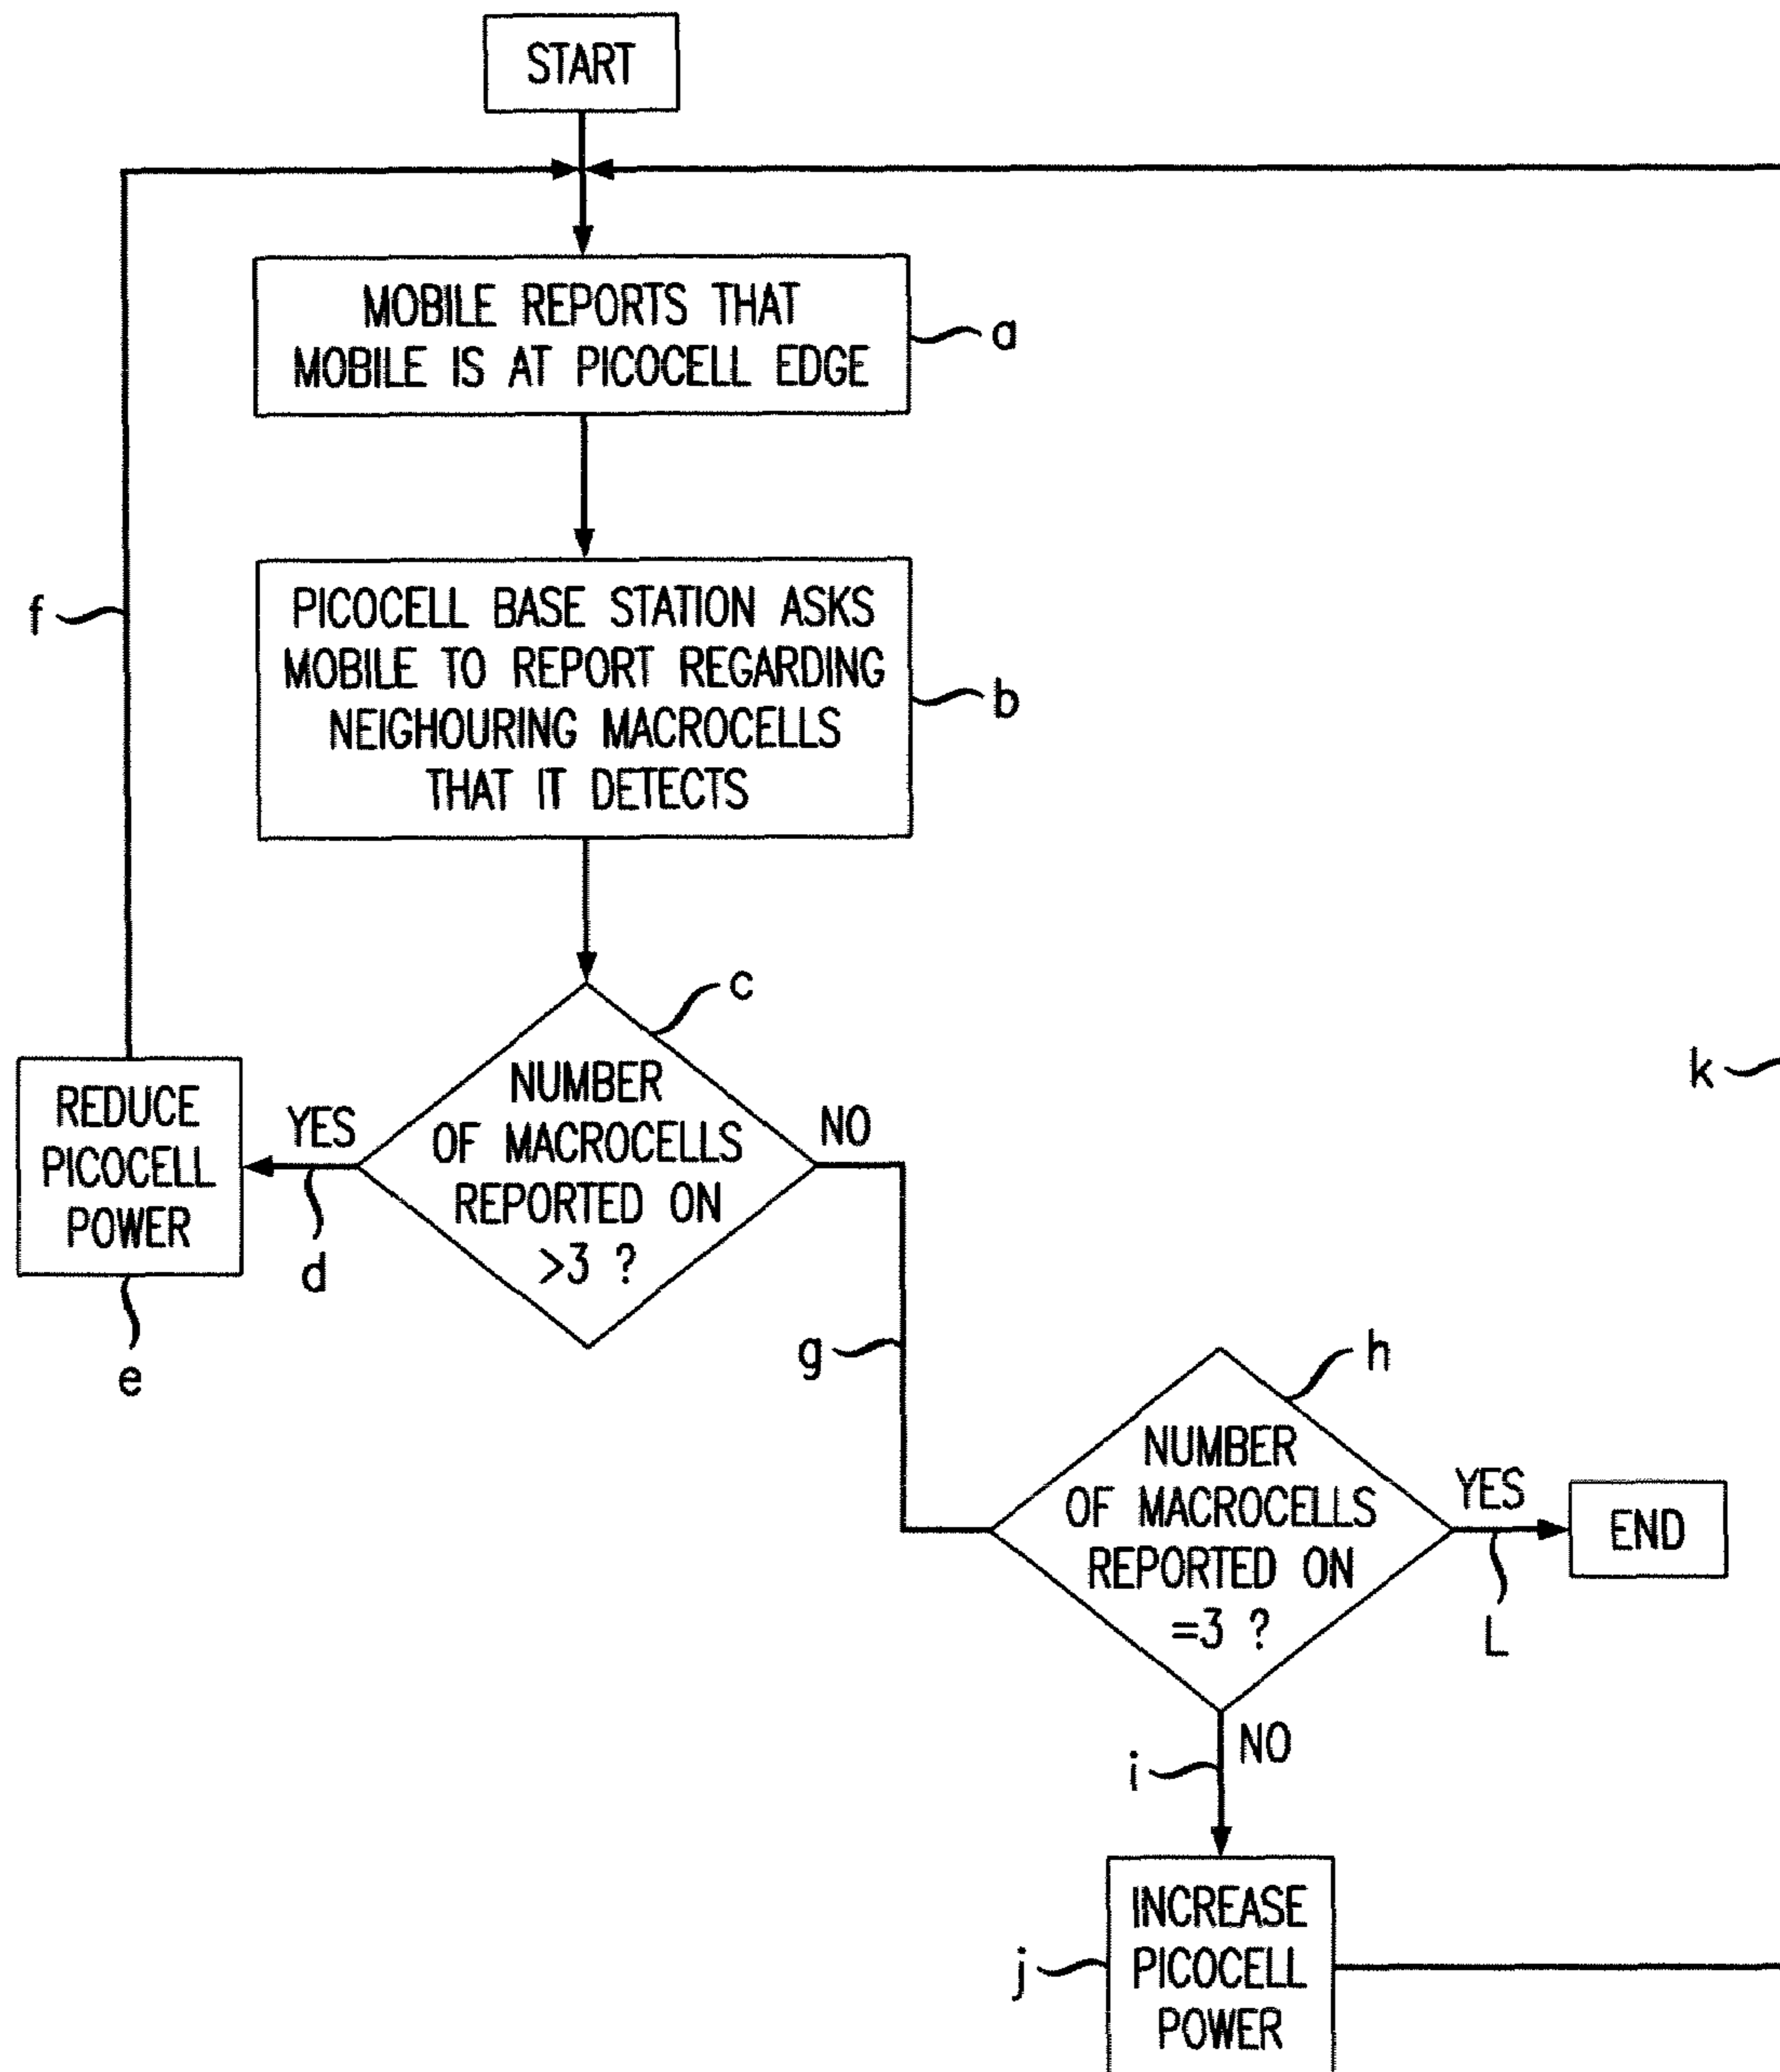 START
MOBILE REPORTS THAT
MOBILE IS AT PICOCELL EDGE
a
PICOCELL BASE STATION ASKS
MOBILE TO REPORT REGARDING
NEIGHOURING MACROCELLS
THAT IT DETECTS
b
f
c
NUMBER
OF MACROCELLS
REPORTED ON
>3 ?
YES
d
REDUCE
PICOCELL
POWER
e
NO
g
k
h
NUMBER
OF MACROCELLS
REPORTED ON
=3 ?
YES
L
END
NO
i
j
INCREASE
PICOCELL
POWER